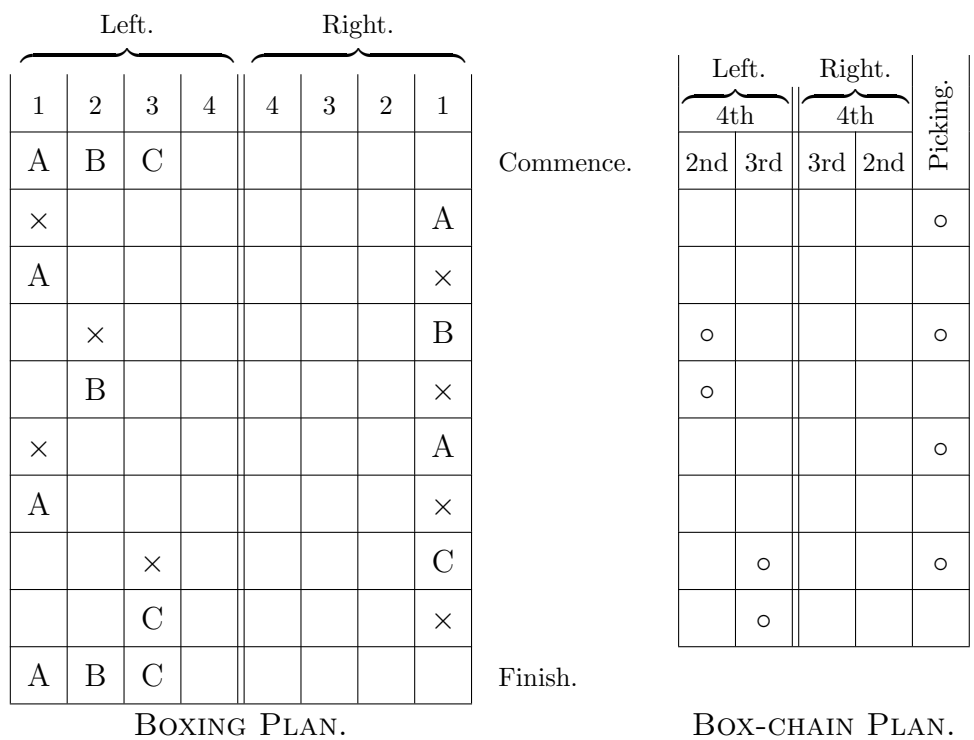 Left. Right.
1 2 3 4 4 3 2 1
A B C Commence.
× A
A ×
× B
B ×
× A
A ×
× C
C ×
A B C Finish.
BOXING PLAN.
Left. Right. Picking.
4th 4th
2nd 3rd 3rd 2nd
○
○ ○
○
○
○ ○
○
BOX-CHAIN PLAN.